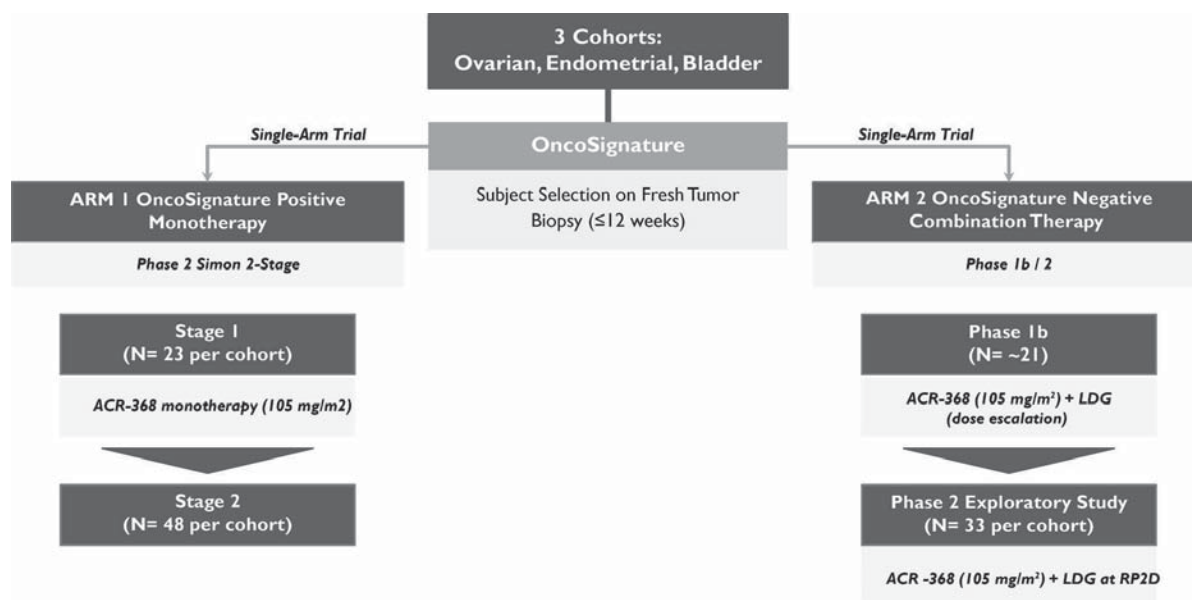 3 Cohorts:
Ovarian, Endometrial, Bladder
Single-Arm Trial
OncoSignature
Single-Arm Trial
Subject Selection on Fresh Tumor
Biopsy (≤12 weeks)
ARM 1 OncoSignature Positive
Monotherapy
Phase 2 Simon 2-Stage
Stage 1
(N= 23 per cohort)
ACR-368 monotherapy (105 mg/m2)
Stage 2
(N= 48 per cohort)
ARM 2 OncoSignature Negative
Combination Therapy
Phase 1b / 2
Phase 1b
(N= ~21)
ACR-368 (105 mg/m²) + LDG
(dose escalation)
Phase 2 Exploratory Study
(N= 33 per cohort)
ACR -368 (105 mg/m²) + LDG at RP2D